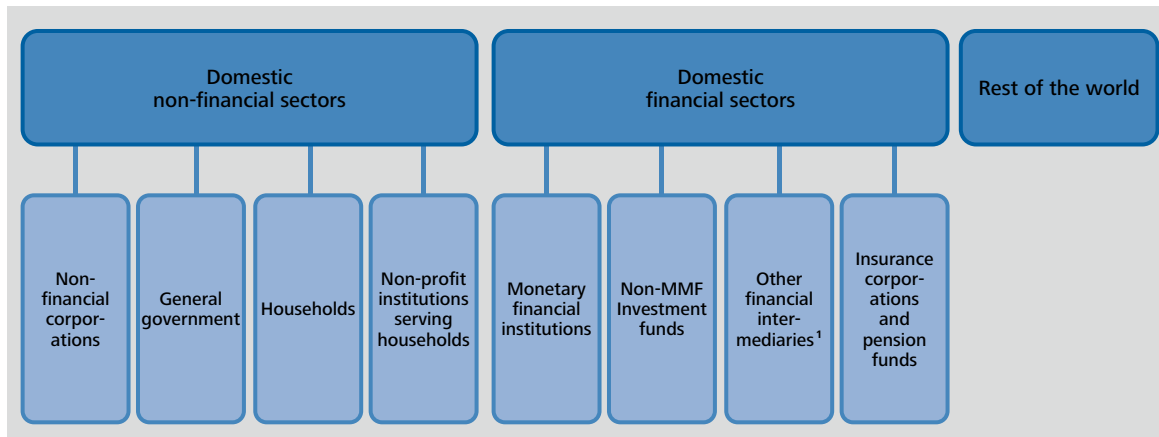 Domestic
non-financial sectors
Domestic
financial sectors
Rest of the world
Non-
financial
corpor-
ations
General
government
Households
Non-profit
institutions
serving
households
Monetary
financial
institutions
Non-MMF
Investment
funds
Other
financial
inter-
mediaries¹
Insurance
corpor-
ations
and
pension
funds